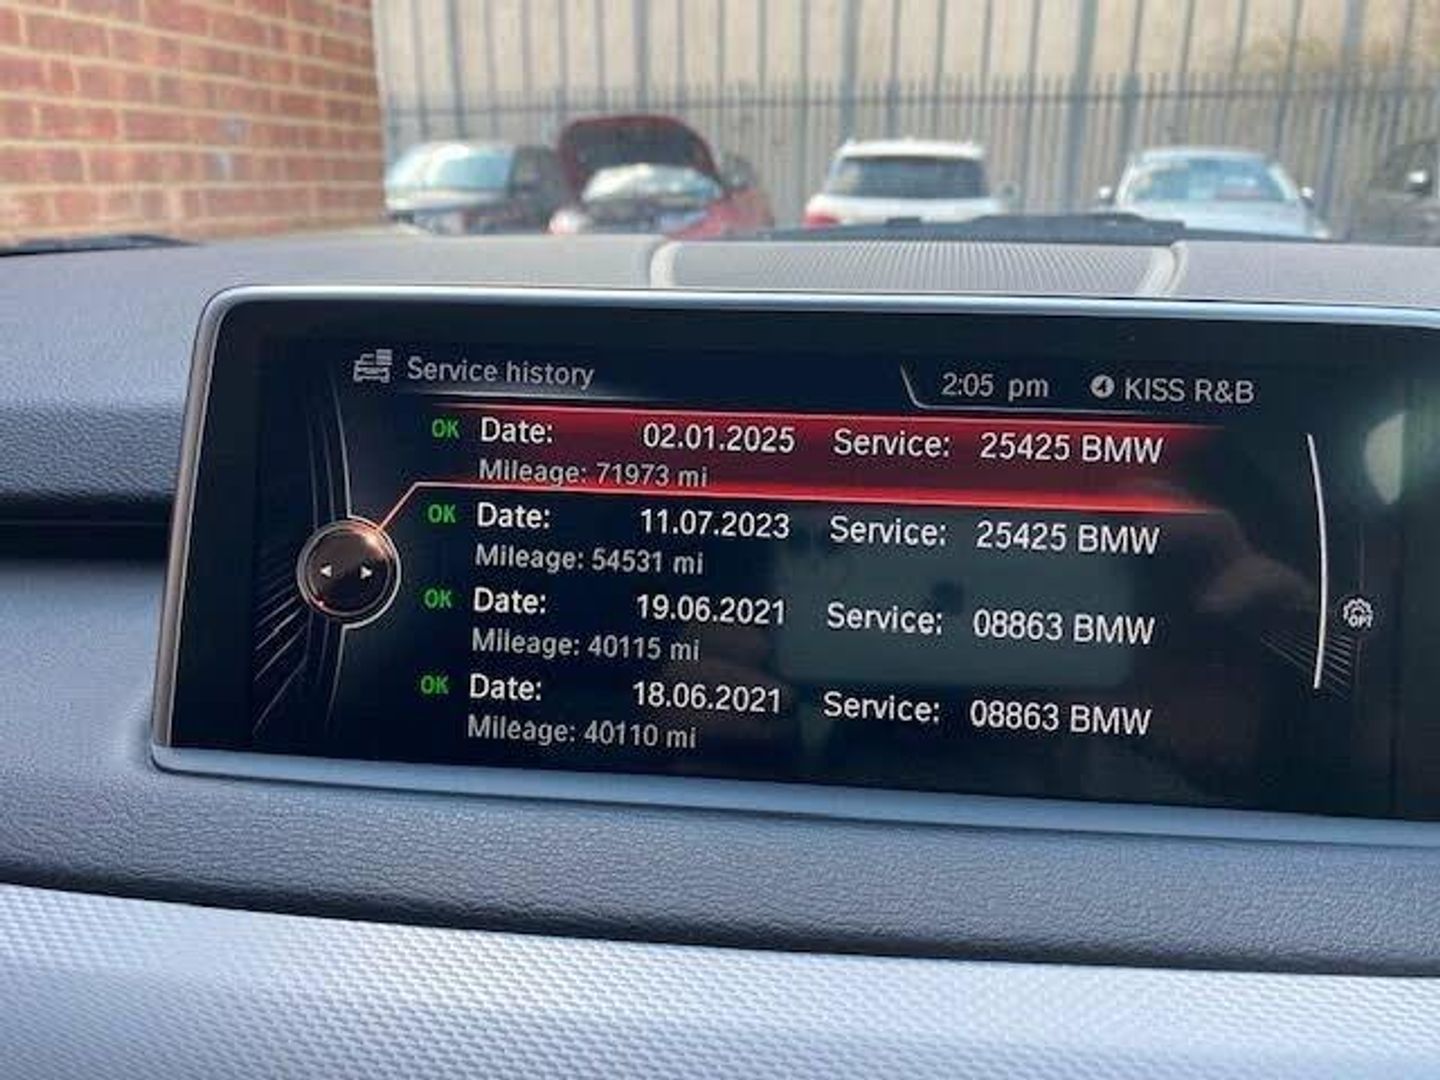 Service history 2:05 pm 4 KISS R&B
OK Date: 02.01.2025 Service: 25425 BMW
Mileage: 71973 mi
OK Date: 11.07.2023 Service: 25425 BMW
Mileage: 54531 mi
OK Date: 19.06.2021 Service: 08863 BMW
Mileage: 40115 mi
OK Date: 18.06.2021 Service: 08863 BMW
Mileage: 40110 mi
OPT